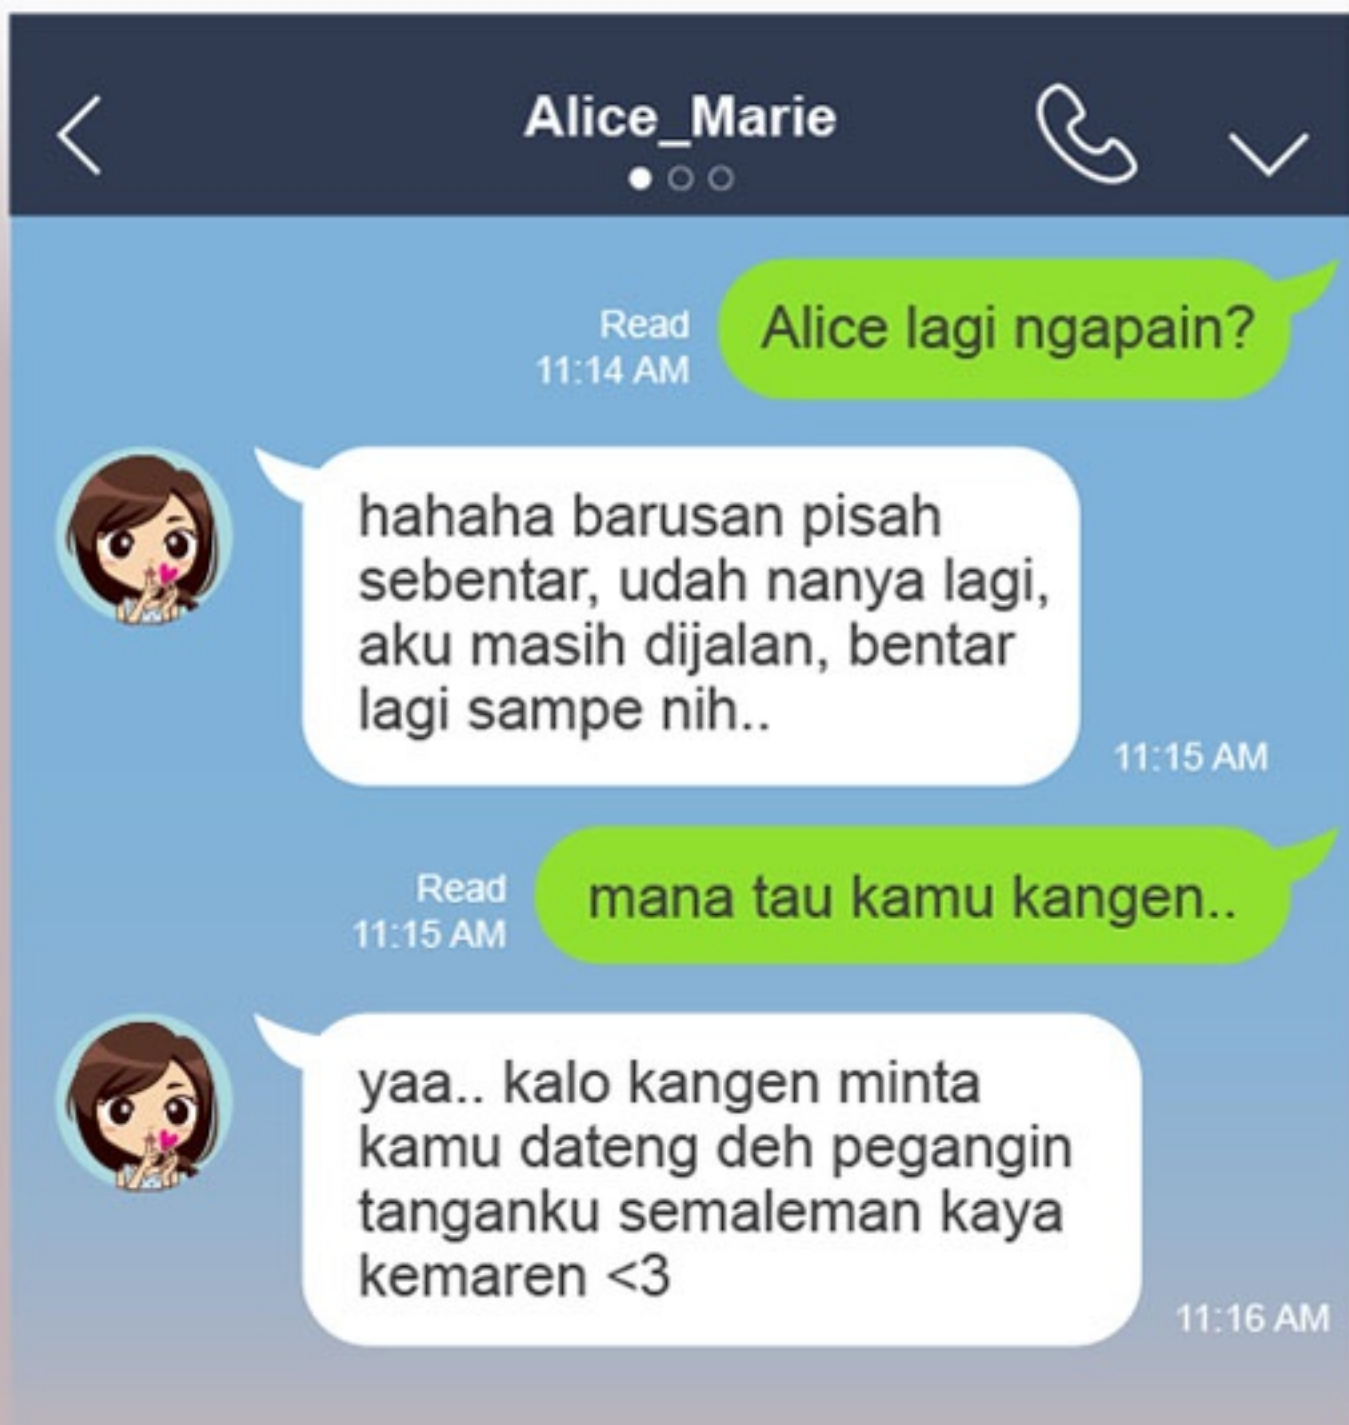 Alice_Marie
Alice lagi ngapain?
Read
11:14 AM
hahaha barusan pisah
sebentar, udah nanya lagi,
aku masih dijalan, bentar
lagi sampe nih..
11:15 AM
mana tau kamu kangen..
Read
11:15 AM
yaa.. kalo kangen minta
kamu dateng deh pegangin
tanganku semaleman kaya
kemaren <3
11:16 AM